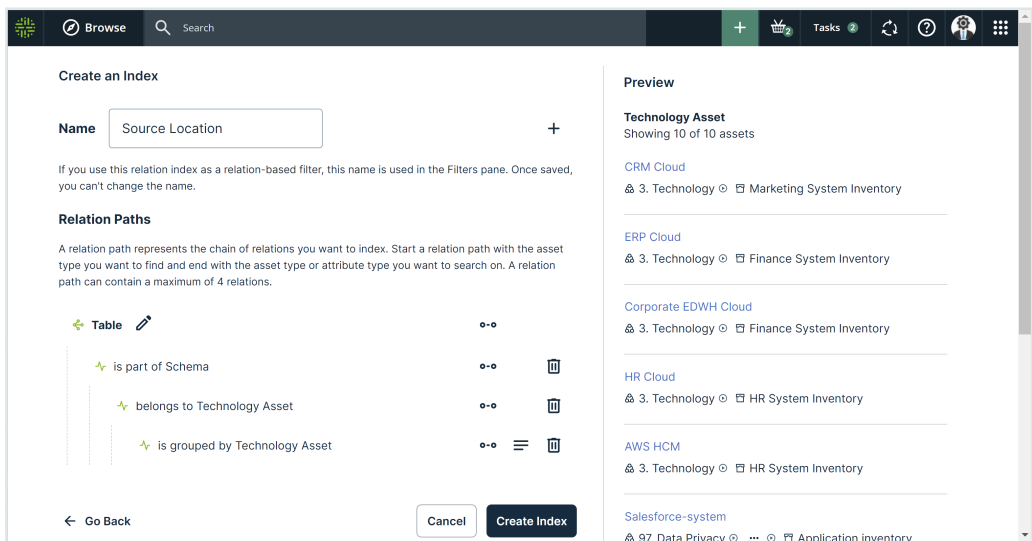 Browse
Search
2
Tasks 2
Create an Index
Name Source Location
If you use this relation index as a relation-based filter, this name is used in the Filters pane. Once saved,
you can't change the name.
Relation Paths
A relation path represents the chain of relations you want to index. Start a relation path with the asset
type you want to find and end with the asset type or attribute type you want to search on. A relation
path can contain a maximum of 4 relations.
Table
is part of Schema
belongs to Technology Asset
is grouped by Technology Asset
Go Back
Cancel
Create Index
Preview
Technology Asset
Showing 10 of 10 assets
CRM Cloud
3. Technology Marketing System Inventory
ERP Cloud
3. Technology Finance System Inventory
Corporate EDWH Cloud
3. Technology Finance System Inventory
HR Cloud
3. Technology HR System Inventory
AWS HCM
3. Technology HR System Inventory
Salesforce-system
97. Data Privacy ... Application inventory